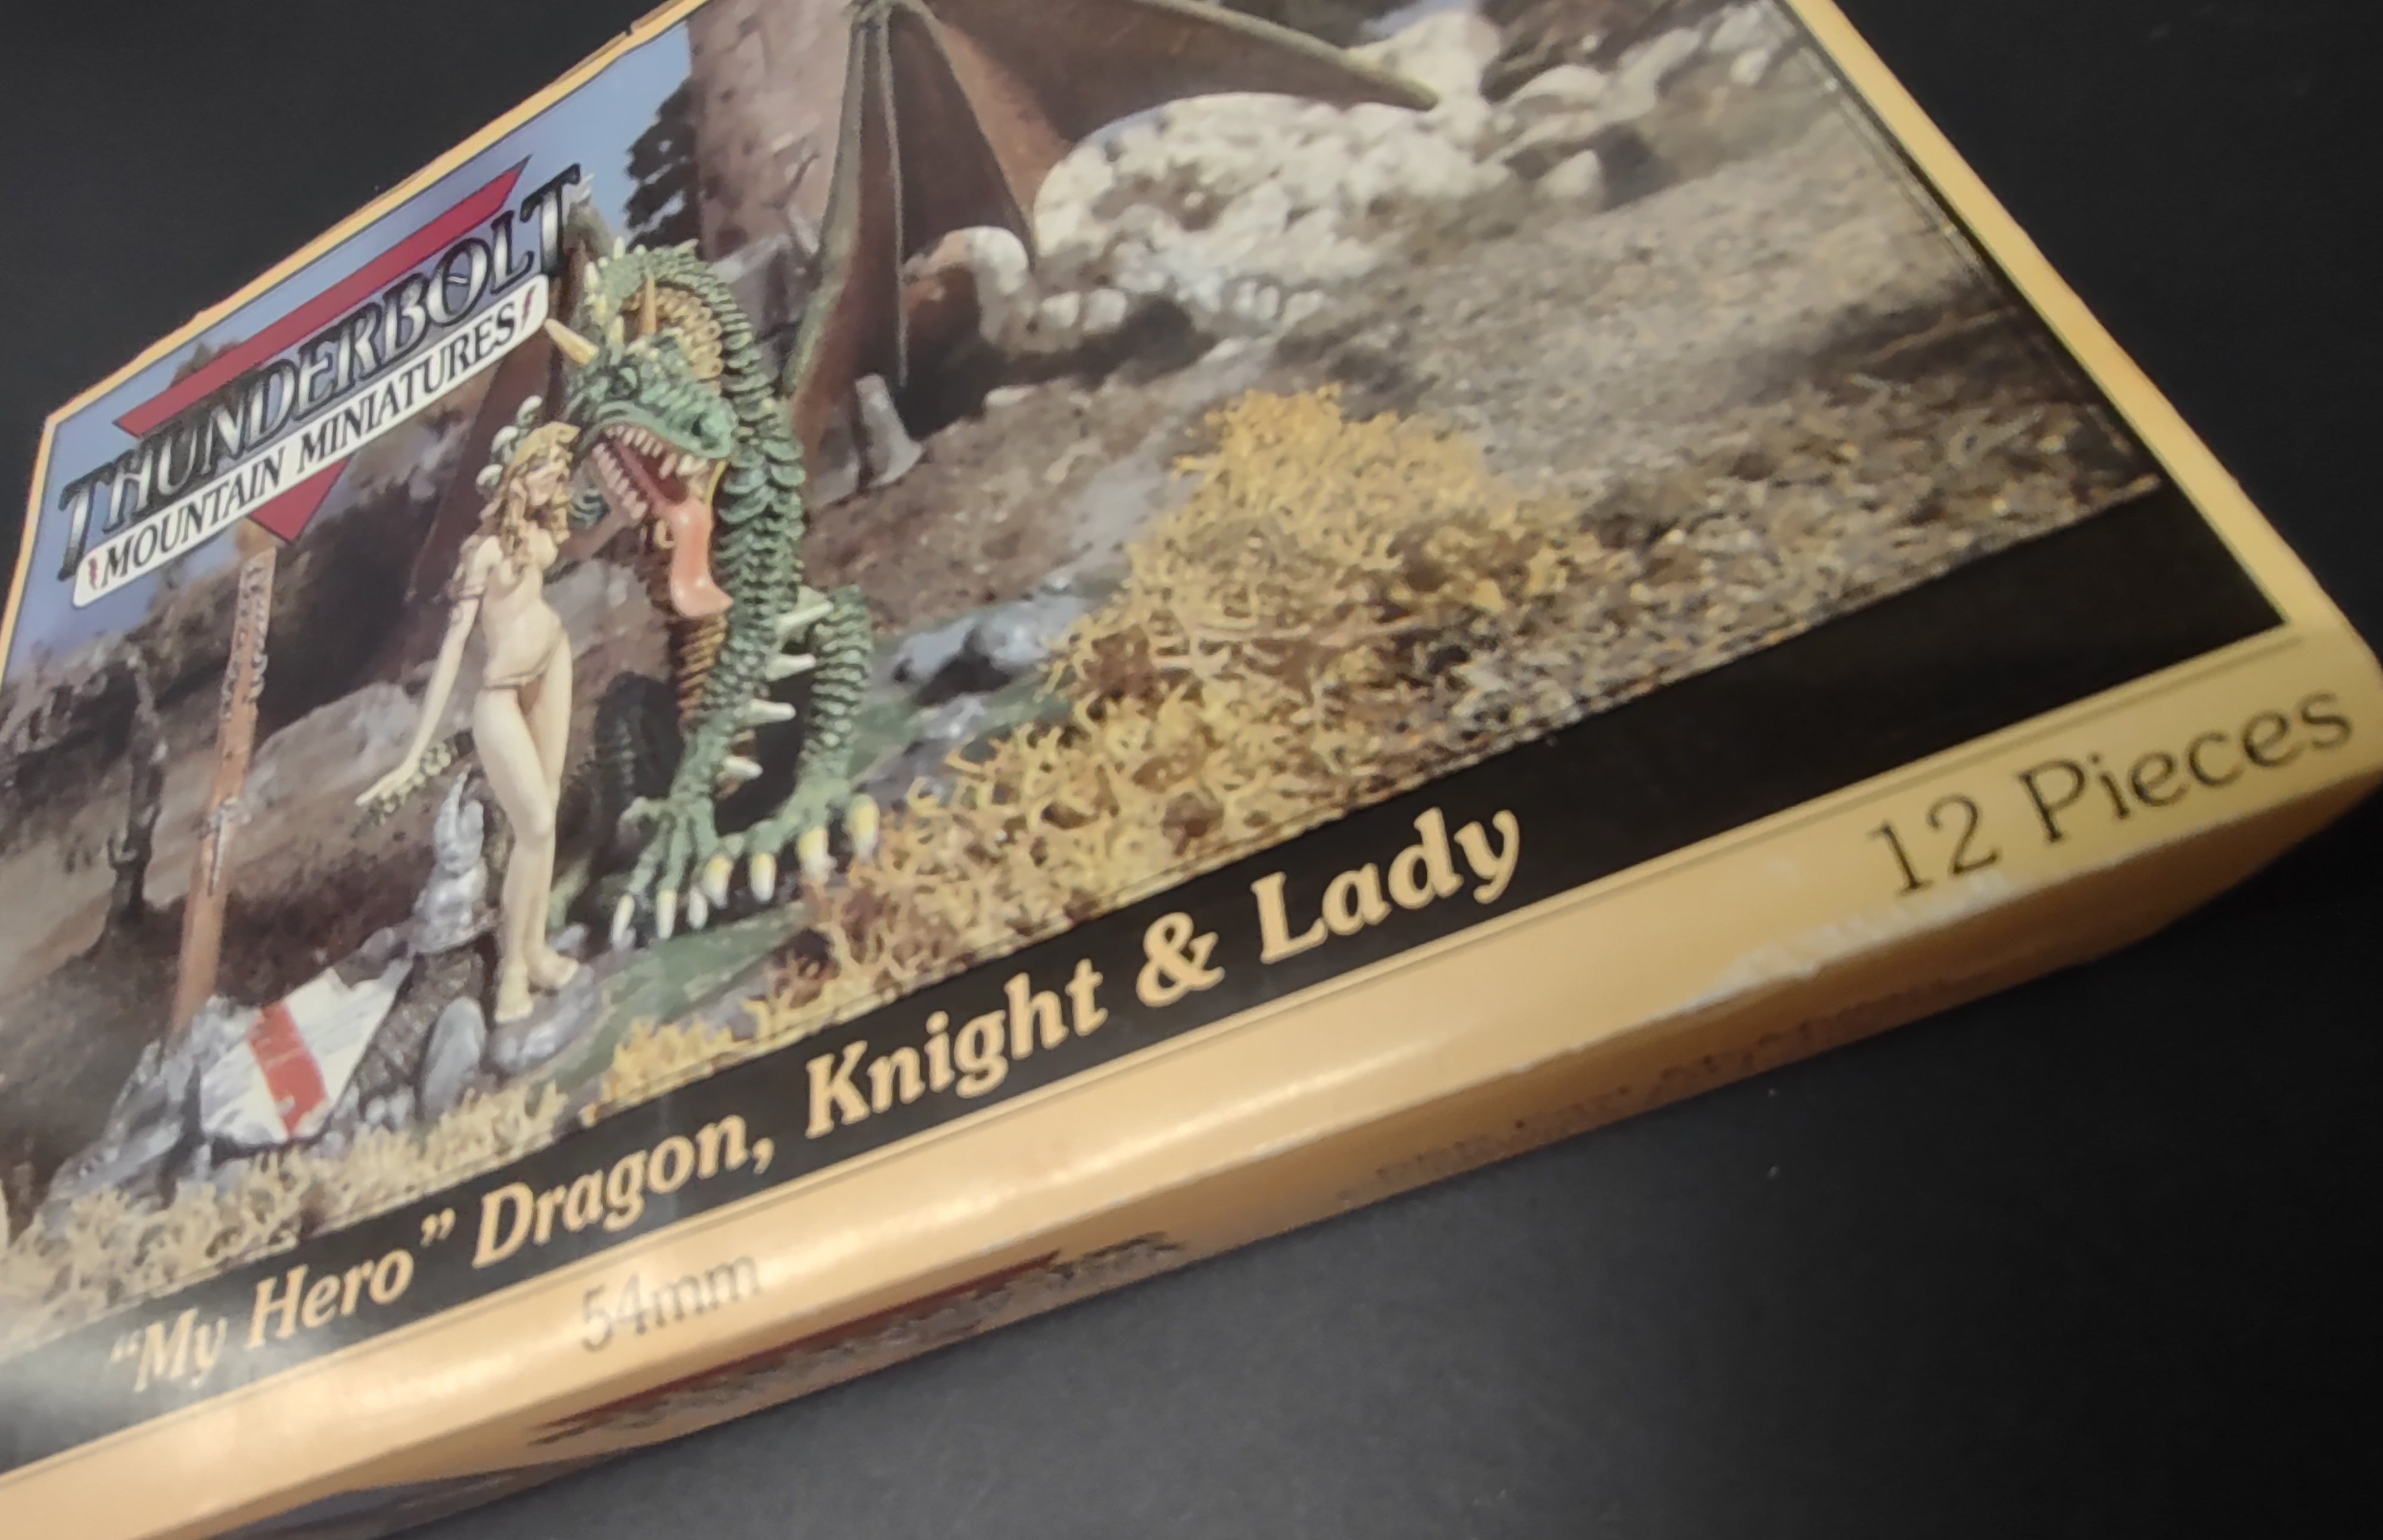 THUNDERBOLT
MOUNTAIN MINIATURES
“My Hero” Dragon, Knight & Lady
54mm
12 Pieces